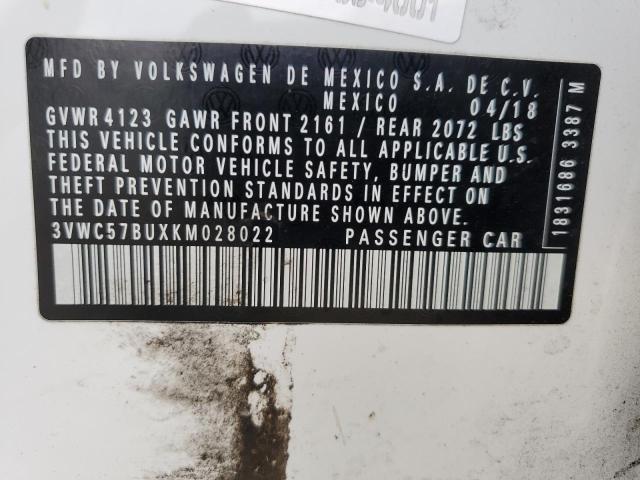 MFD BY VOLKSWAGEN DE MEXICO S.A. DE C.V.
MEXICO 04/18
GVWR 4123 GAWR FRONT 2161 / REAR 2072 LBS
THIS VEHICLE CONFORMS TO ALL APPLICABLE U.S.
FEDERAL MOTOR VEHICLE SAFETY, BUMPER AND
THEFT PREVENTION STANDARDS IN EFFECT ON
THE DATE OF MANUFACTURE SHOWN ABOVE.
3VWC57BUXKM028022 PASSENGER CAR
1831686 3387 M